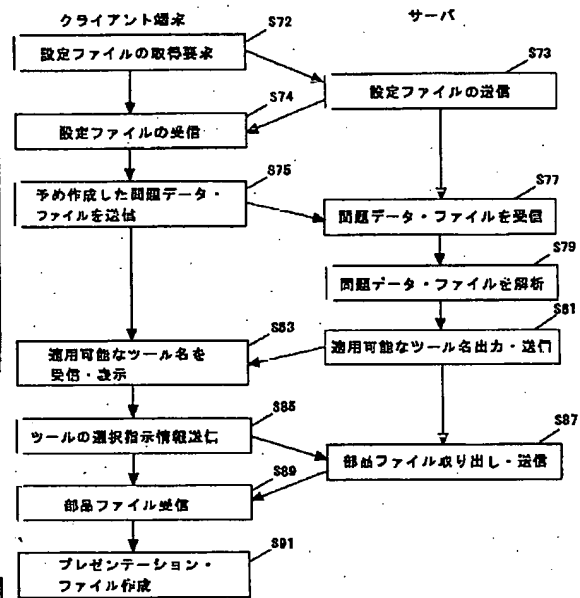 クライアント端末
サーバ
S72
設定ファイルの取得要求
S73
設定ファイルの送信
S74
設定ファイルの受信
S75
予め作成した問題データ・
ファイルを送信
S77
問題データ・ファイルを受信
S79
問題データ・ファイルを解析
S81
適用可能なツール名出力・送信
S83
適用可能なツール名を
受信・表示
S85
ツールの選択指示情報送信
S87
部品ファイル取り出し・送信
S89
部品ファイル受信
S91
プレゼンテーション・
ファイル作成